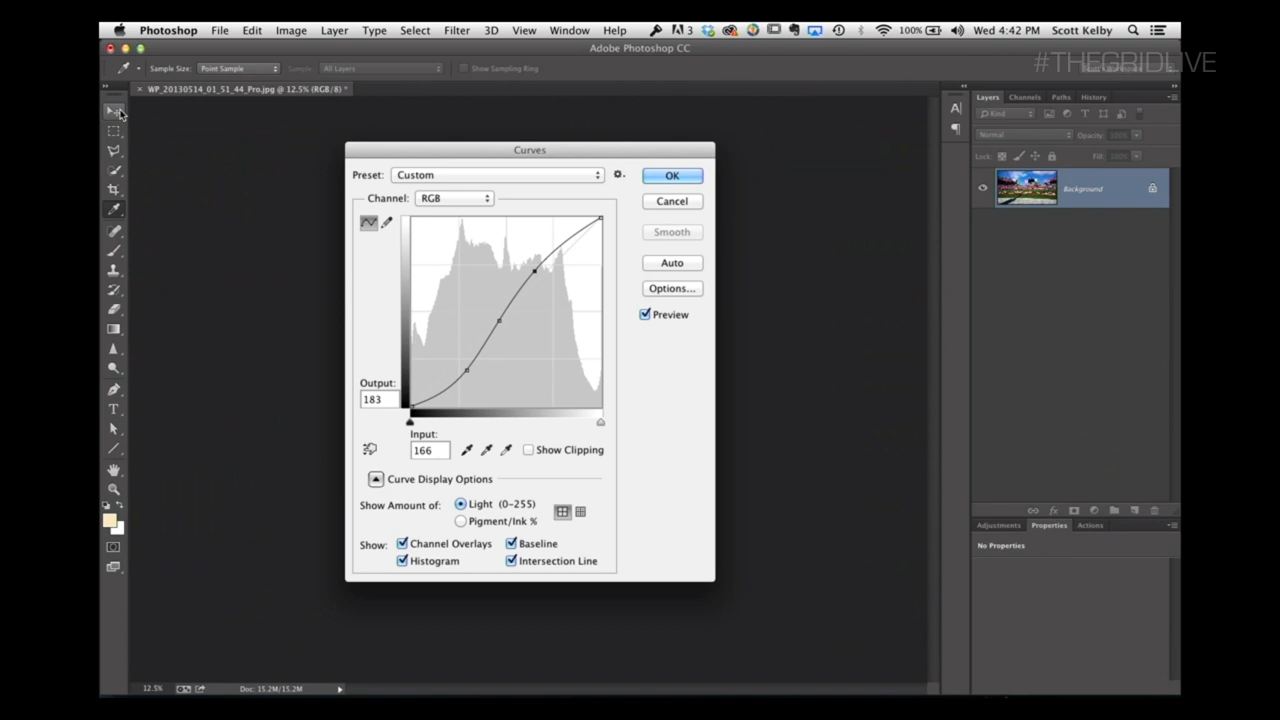 Photoshop File Edit Image Layer Type Select Filter 3D View Window Help 3 100% Wed 4:42 PM Scott Kelby
Adobe Photoshop CC
#THEGRIDLIVE
Sample Size: Point Sample Sample: All Layers Show Sampling Ring
× WP_20130514_01_51_44_Pro.jpg @ 12.5% (RGB/8) *
Layers Channels Paths History
Kind
Normal Opacity: 100%
Lock: Fill: 100%
Background
Curves
Preset: Custom
OK
Channel: RGB
Cancel
Smooth
Auto
Options...
Preview
Output:
183
Input:
166
Show Clipping
Curve Display Options
Show Amount of: Light (0-255)
Pigment/Ink %
Show: Channel Overlays Baseline
Histogram Intersection Line
Adjustments Properties Actions
No Properties
12.5% Doc: 15.2M/15.2M